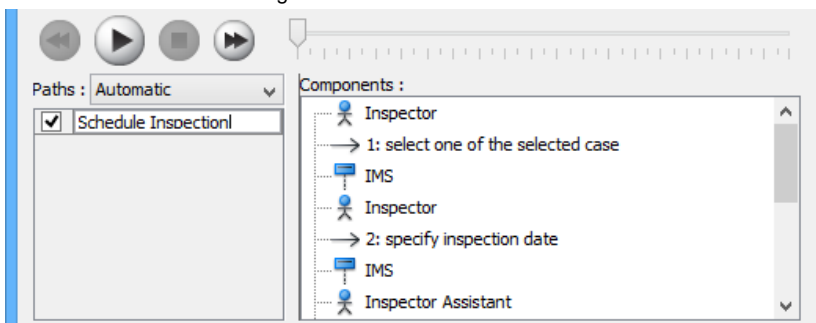 Paths : Automatic
Schedule Inspectionl
Components :
Inspector
1: select one of the selected case
IMS
Inspector
2: specify inspection date
IMS
Inspector Assistant